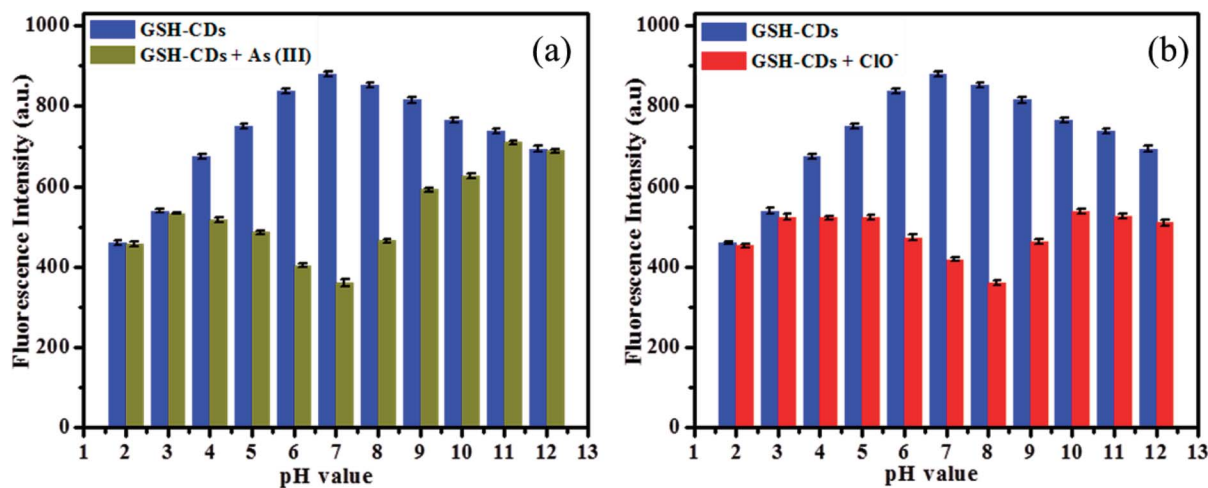 1000
800
600
400
200
0
Fluorescence Intensity (a.u.)
GSH-CDs
GSH-CDs + As (III)
(a)
1 2 3 4 5 6 7 8 9 10 11 12 13
pH value
1000
800
600
400
200
0
Fluorescence Intensity (a.u)
GSH-CDs
GSH-CDs + ClO⁻
(b)
1 2 3 4 5 6 7 8 9 10 11 12 13
pH value